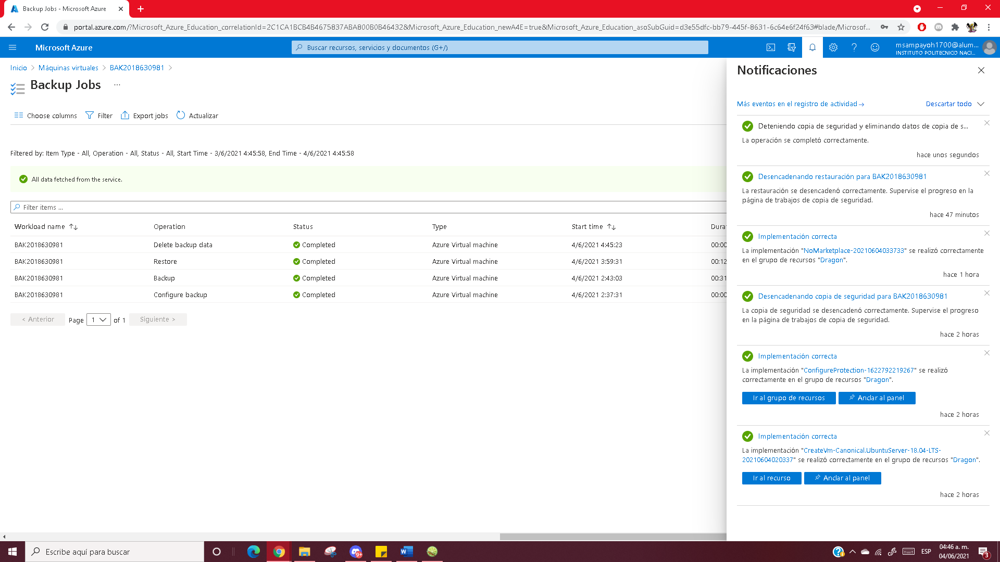 Backup Jobs - Microsoft Azure
portal.azure.com/?Microsoft_Azure_Education_correlationId=2C1CA1BCB4B4675837ABA800B0B46432&Microsoft_Azure_Education_newA4E=true&Microsoft_Azure_Education_asoSubGuid=d3e55dfc-bb79-445f-8631-6c64e6f24f63#blade/Microsof...
Microsoft Azure
Buscar recursos, servicios y documentos (G+/)
msampayoh1700@alum...
INSTITUTO POLITECNICO NACI...
Inicio > Máquinas virtuales > BAK2018630981 >
Backup Jobs ...
Choose columns Filter Export jobs Actualizar
Filtered by: Item Type - All, Operation - All, Status - All, Start Time - 3/6/2021 4:45:58, End Time - 4/6/2021 4:45:58
All data fetched from the service.
Filter items ...
Workload name Operation Status Type Start time Dura
BAK2018630981 Delete backup data Completed Azure Virtual machine 4/6/2021 4:45:23 00:00
BAK2018630981 Restore Completed Azure Virtual machine 4/6/2021 3:59:31 00:12
BAK2018630981 Backup Completed Azure Virtual machine 4/6/2021 2:43:03 00:31
BAK2018630981 Configure backup Completed Azure Virtual machine 4/6/2021 2:37:31 00:00
< Anterior Page 1 of 1 Siguiente >
Notificaciones
Más eventos en el registro de actividad → Descartar todo
Deteniendo copia de seguridad y eliminando datos de copia de s...
La operación se completó correctamente.
hace unos segundos
Desencadenando restauración para BAK2018630981
La restauración se desencadenó correctamente. Supervise el progreso en la
página de trabajos de copia de seguridad.
hace 47 minutos
Implementación correcta
La implementación "NoMarketplace-20210604033733" se realizó correctamente
en el grupo de recursos "Dragon".
hace 1 hora
Desencadenando copia de seguridad para BAK2018630981
La copia de seguridad se desencadenó correctamente. Supervise el progreso
en la página de trabajos de copia de seguridad.
hace 2 horas
Implementación correcta
La implementación "ConfigureProtection-1622792219267" se realizó
correctamente en el grupo de recursos "Dragon".
Ir al grupo de recursos Anclar al panel
hace 2 horas
Implementación correcta
La implementación "CreateVm-Canonical.UbuntuServer-18.04-LTS-
20210604020337" se realizó correctamente en el grupo de recursos "Dragon".
Ir al recurso Anclar al panel
hace 2 horas
Escribe aquí para buscar
9+
ESP
04:46 a. m.
04/06/2021
3